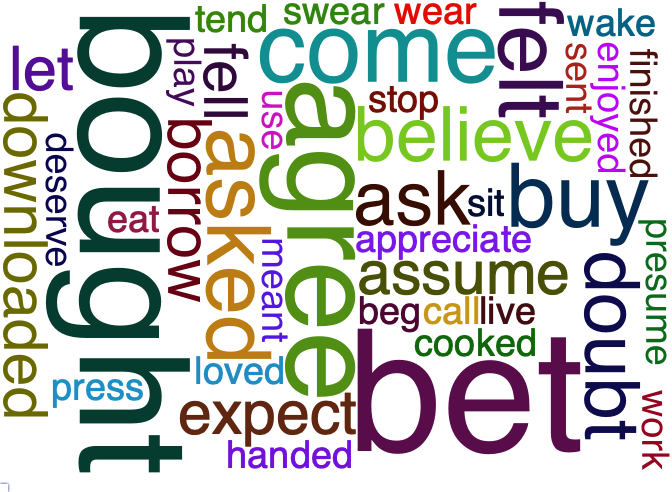 tend
swear
wear
bought
let
play
fell
come
felt
wake
sent
enjoyed
finished
use
stop
downloaded
deserve
borrow
asked
agree
believe
eat
ask
sit
buy
meant
appreciate
assume
doubt
presume
beg
call
live
cooked
press
loved
bet
expect
work
handed